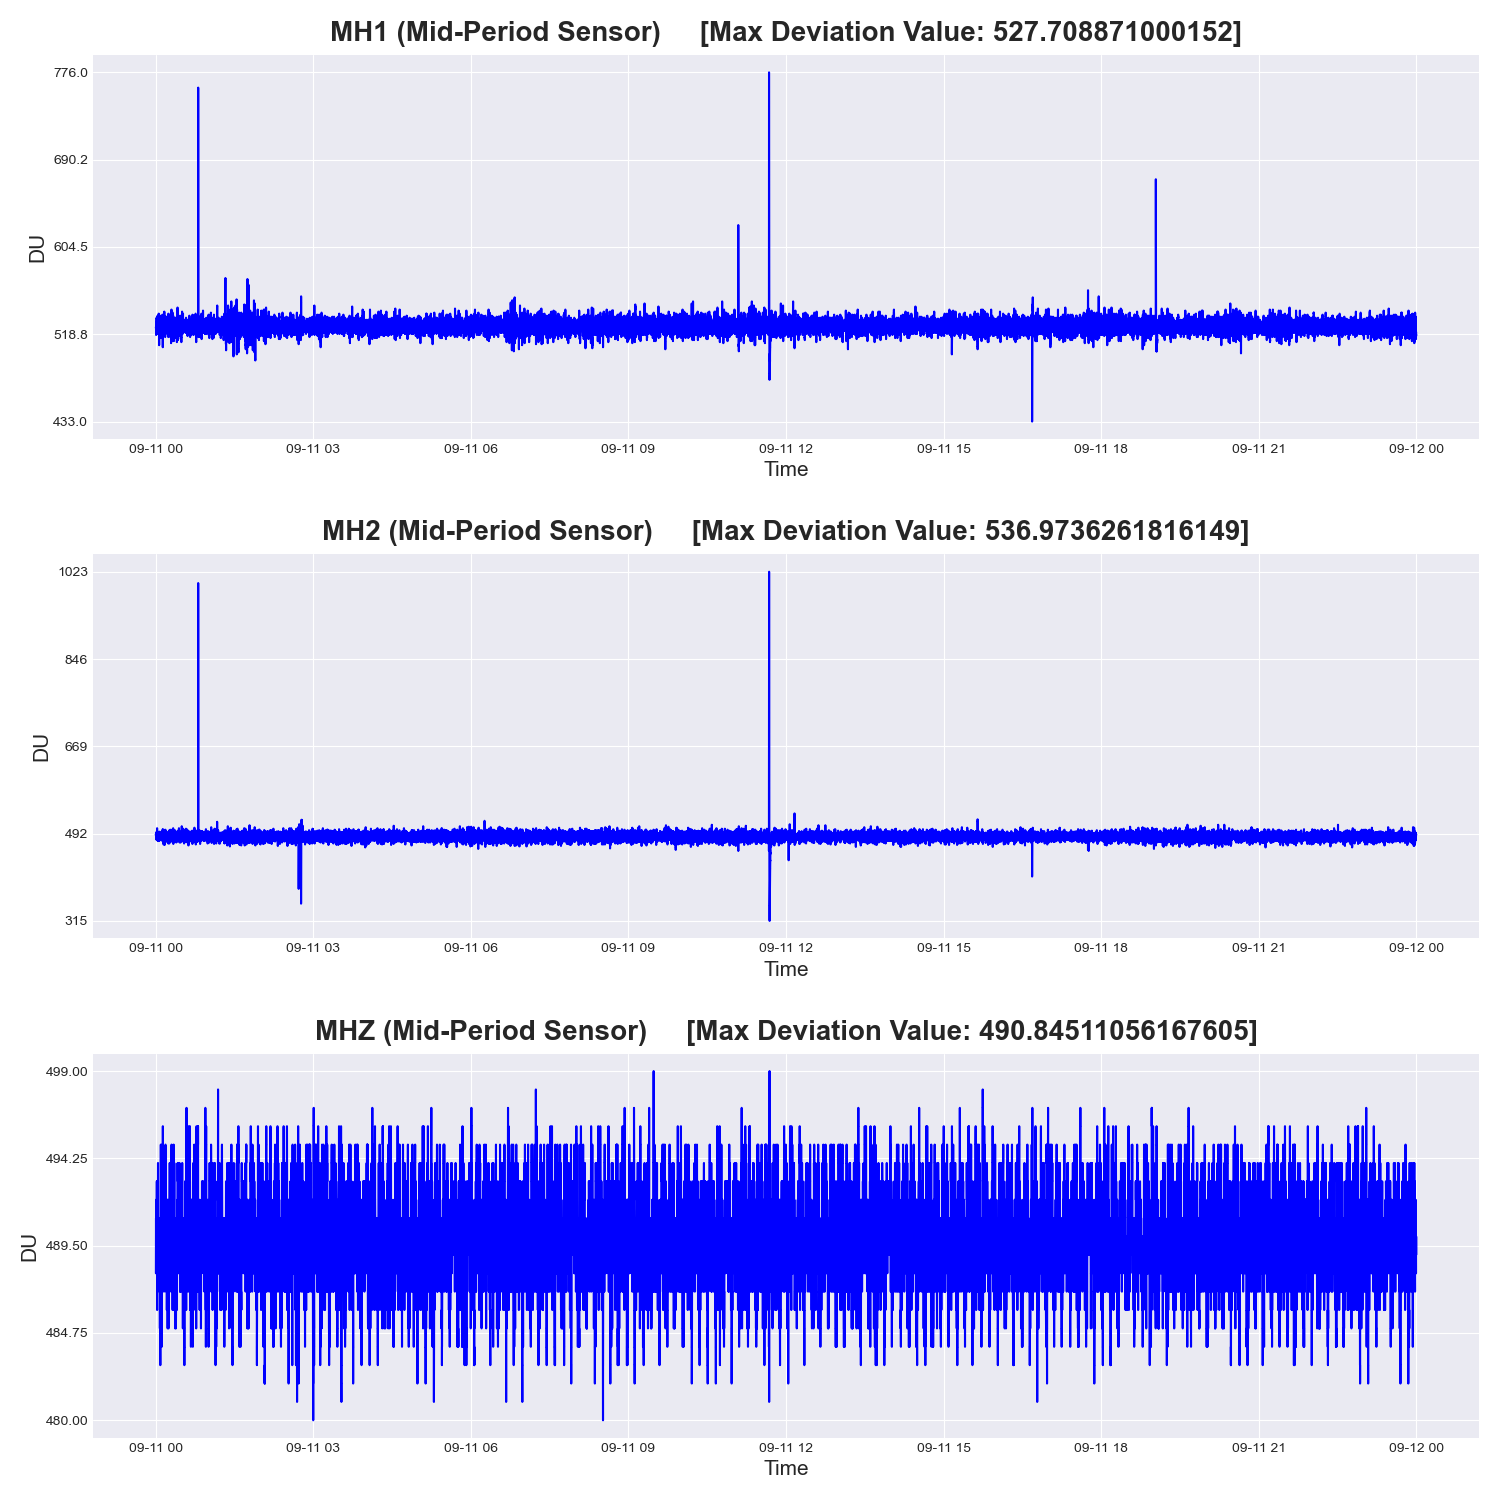 MH1 (Mid-Period Sensor) [Max Deviation Value: 527.708871000152]
776.0
690.2
604.5
518.8
433.0
DU
09-11 00 09-11 03 09-11 06 09-11 09 09-11 12 09-11 15 09-11 18 09-11 21 09-12 00
Time
MH2 (Mid-Period Sensor) [Max Deviation Value: 536.9736261816149]
1023
846
669
492
315
DU
09-11 00 09-11 03 09-11 06 09-11 09 09-11 12 09-11 15 09-11 18 09-11 21 09-12 00
Time
MHZ (Mid-Period Sensor) [Max Deviation Value: 490.84511056167605]
499.00
494.25
489.50
484.75
480.00
DU
09-11 00 09-11 03 09-11 06 09-11 09 09-11 12 09-11 15 09-11 18 09-11 21 09-12 00
Time